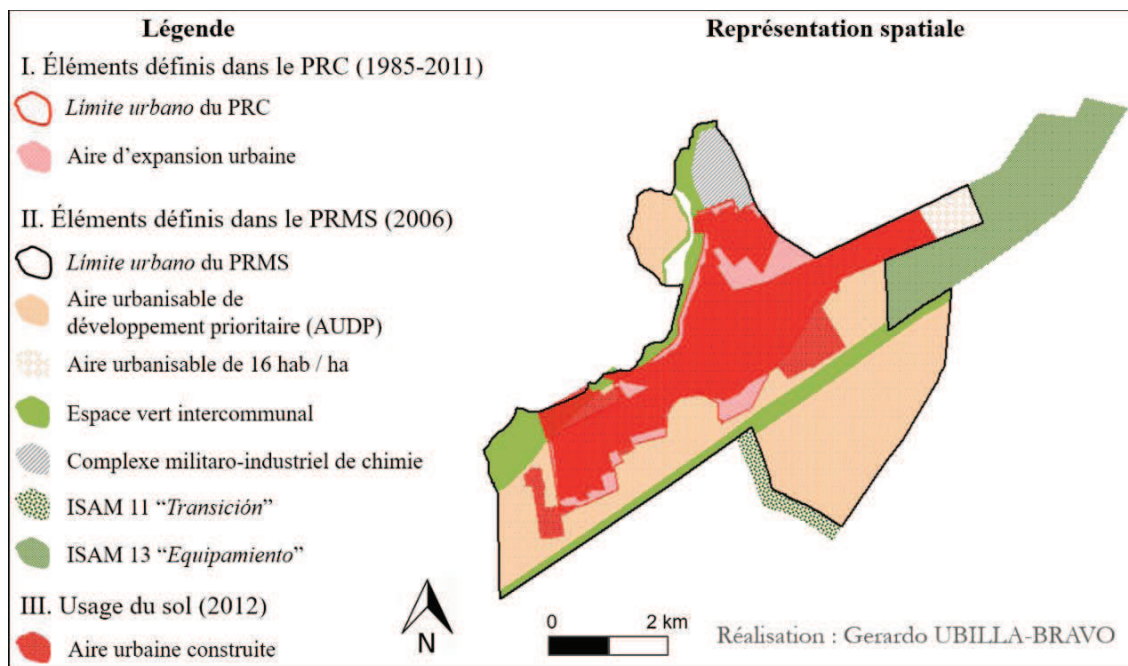 Légende
Représentation spatiale
I. Éléments définis dans le PRC (1985-2011)
Límite urbano du PRC
Aire d'expansion urbaine
II. Éléments définis dans le PRMS (2006)
Límite urbano du PRMS
Aire urbanisable de
développement prioritaire (AUDP)
Aire urbanisable de 16 hab / ha
Espace vert intercommunal
Complexe militaro-industriel de chimie
ISAM 11 “Transición”
ISAM 13 “Equipamiento”
III. Usage du sol (2012)
Aire urbaine construite
N
0 2 km
Réalisation : Gerardo UBILLA-BRAVO